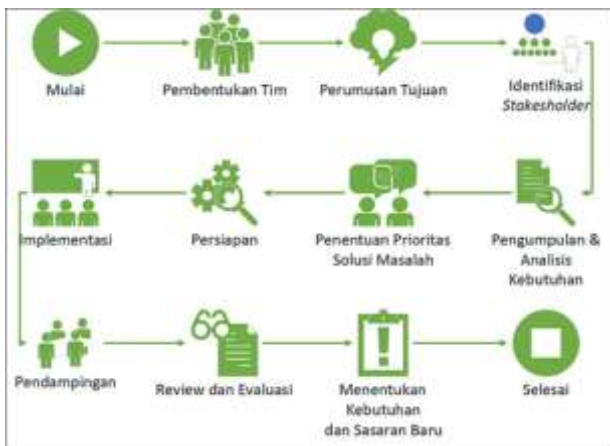 Mulai
Pembentukan Tim
Perumusan Tujuan
Identifikasi
Stakesholder
Pengumpulan &
Analisis
Kebutuhan
Penentuan Prioritas
Solusi Masalah
Persiapan
Implementasi
Pendampingan
Review dan Evaluasi
Menentukan
Kebutuhan
dan Sasaran Baru
Selesai